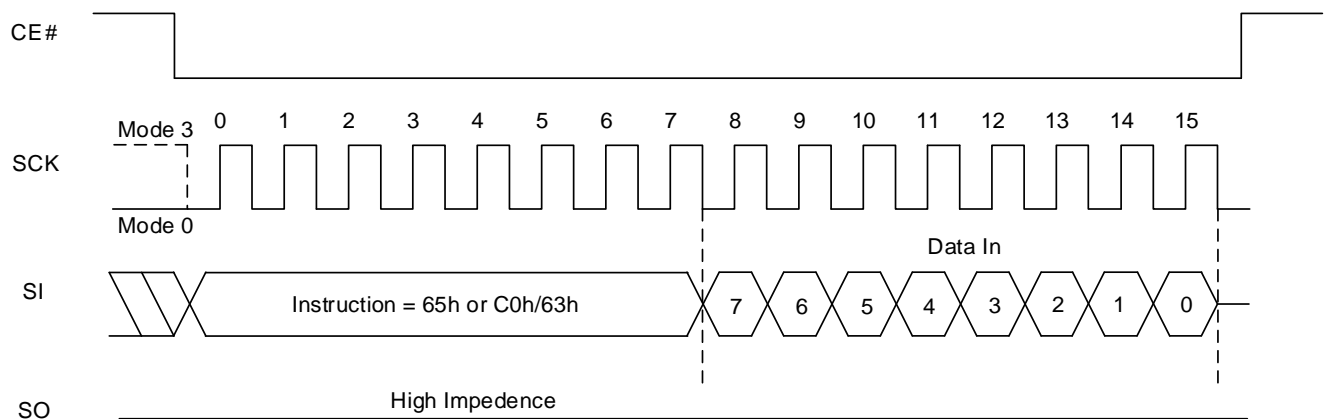 CE#
0 1 2 3 4 5 6 7 8 9 10 11 12 13 14 15
Mode 3
SCK
Mode 0
Data In
SI
Instruction = 65h or C0h/63h
7 6 5 4 3 2 1 0
High Impedence
SO